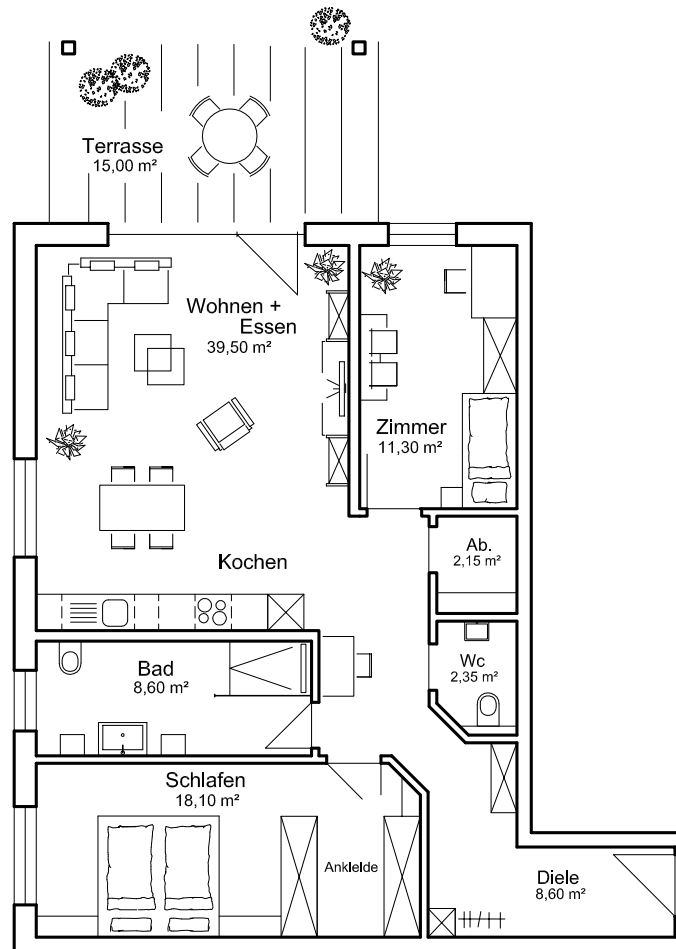 Terrasse
15,00 m²
Wohnen +
Essen
39,50 m²
Zimmer
11,30 m²
Ab.
2,15 m²
Kochen
Wc
2,35 m²
Bad
8,60 m²
Schlafen
18,10 m²
Ankleide
Diele
8,60 m²